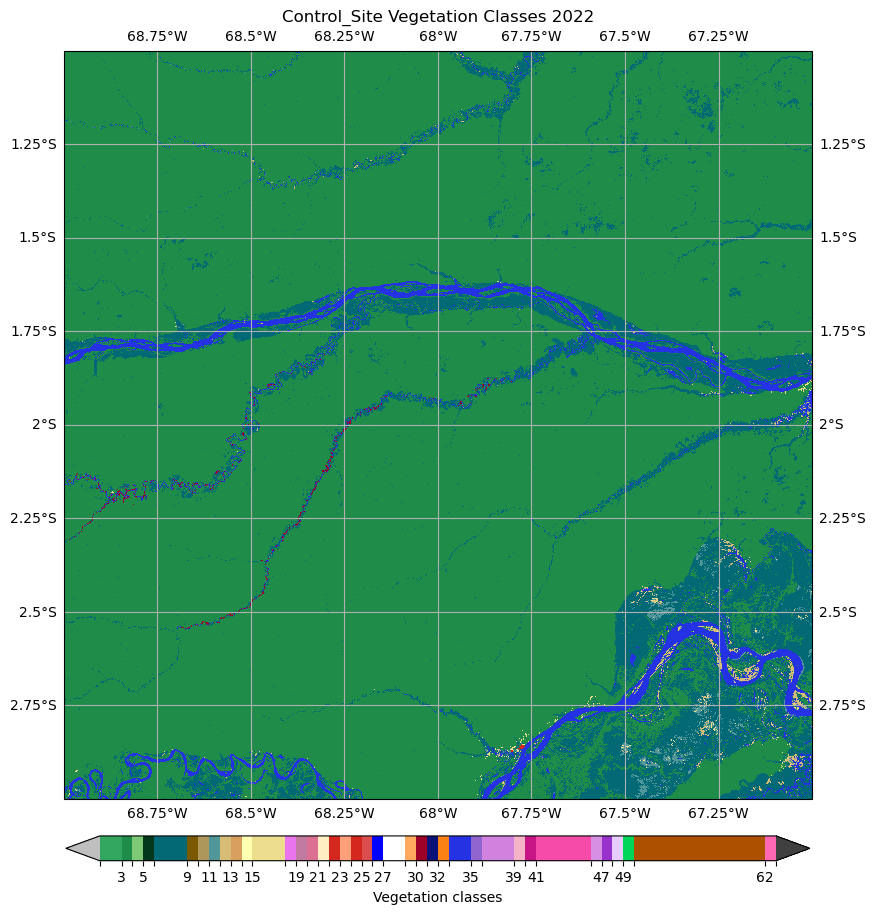 Control_Site Vegetation Classes 2022
68.75°W 68.5°W 68.25°W 68°W 67.75°W 67.5°W 67.25°W
1.25°S 1.25°S
1.5°S 1.5°S
1.75°S 1.75°S
2°S 2°S
2.25°S 2.25°S
2.5°S 2.5°S
2.75°S 2.75°S
68.75°W 68.5°W 68.25°W 68°W 67.75°W 67.5°W 67.25°W
3 5 9 11 13 15 19 21 23 25 27 30 32 35 39 41 47 49 62
Vegetation classes